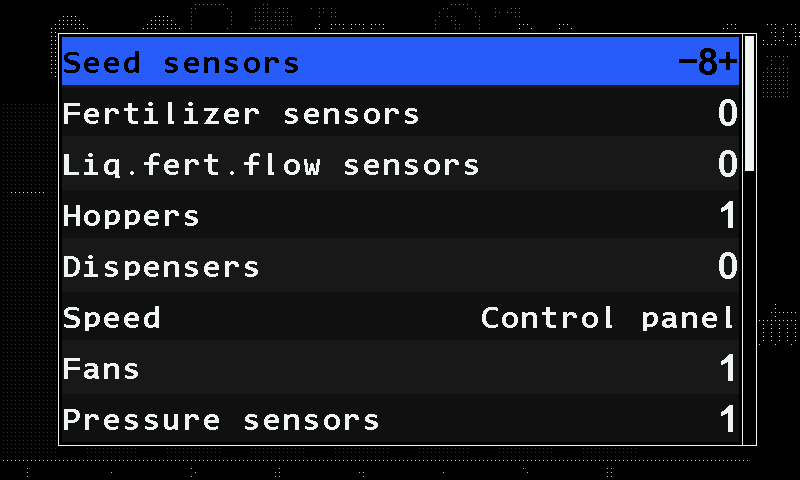 Seed sensors -8+
Fertilizer sensors 0
Liq.fert.flow sensors 0
Hoppers 1
Dispensers 0
Speed Control panel
Fans 1
Pressure sensors 1